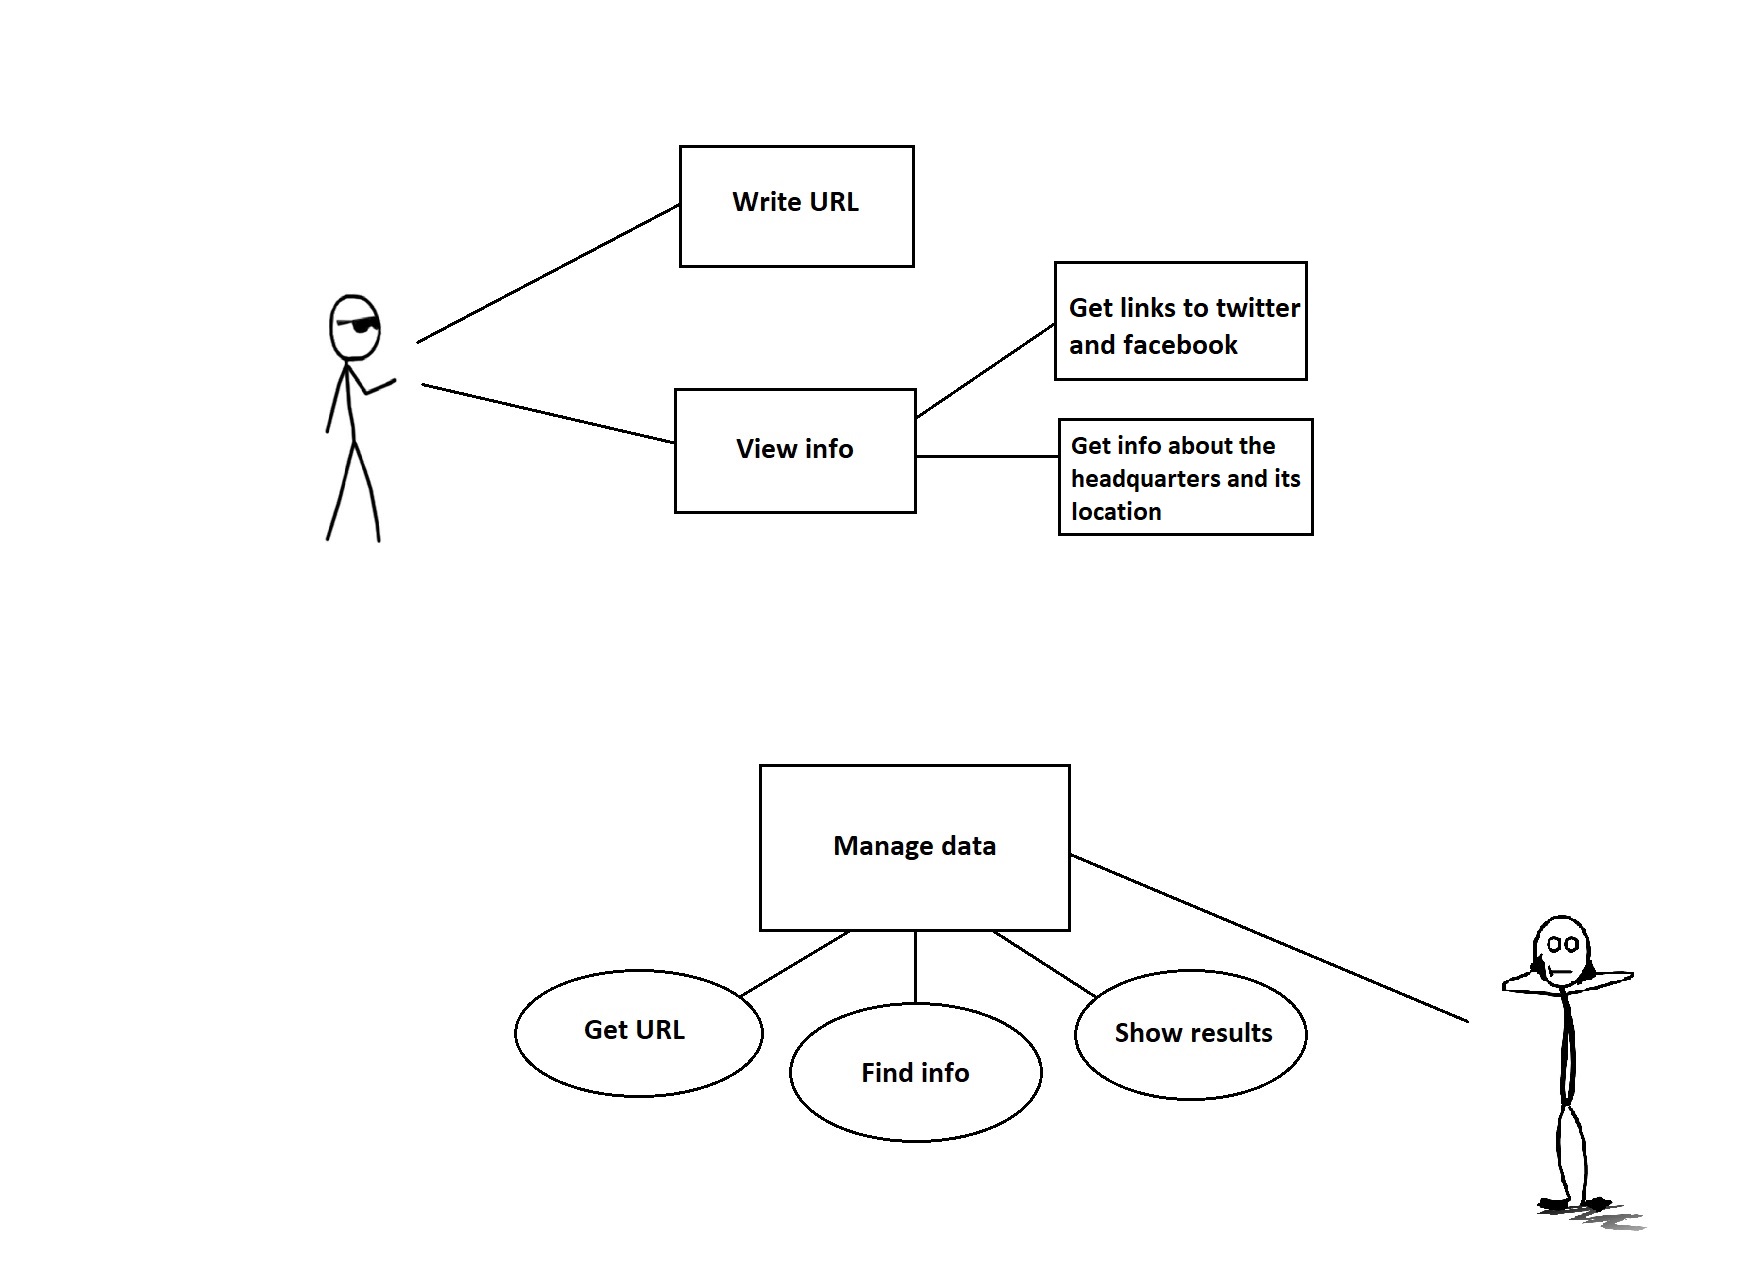 Write URL
Get links to twitter
and facebook
View info
Get info about the
headquarters and its
location
Manage data
Get URL
Find info
Show results